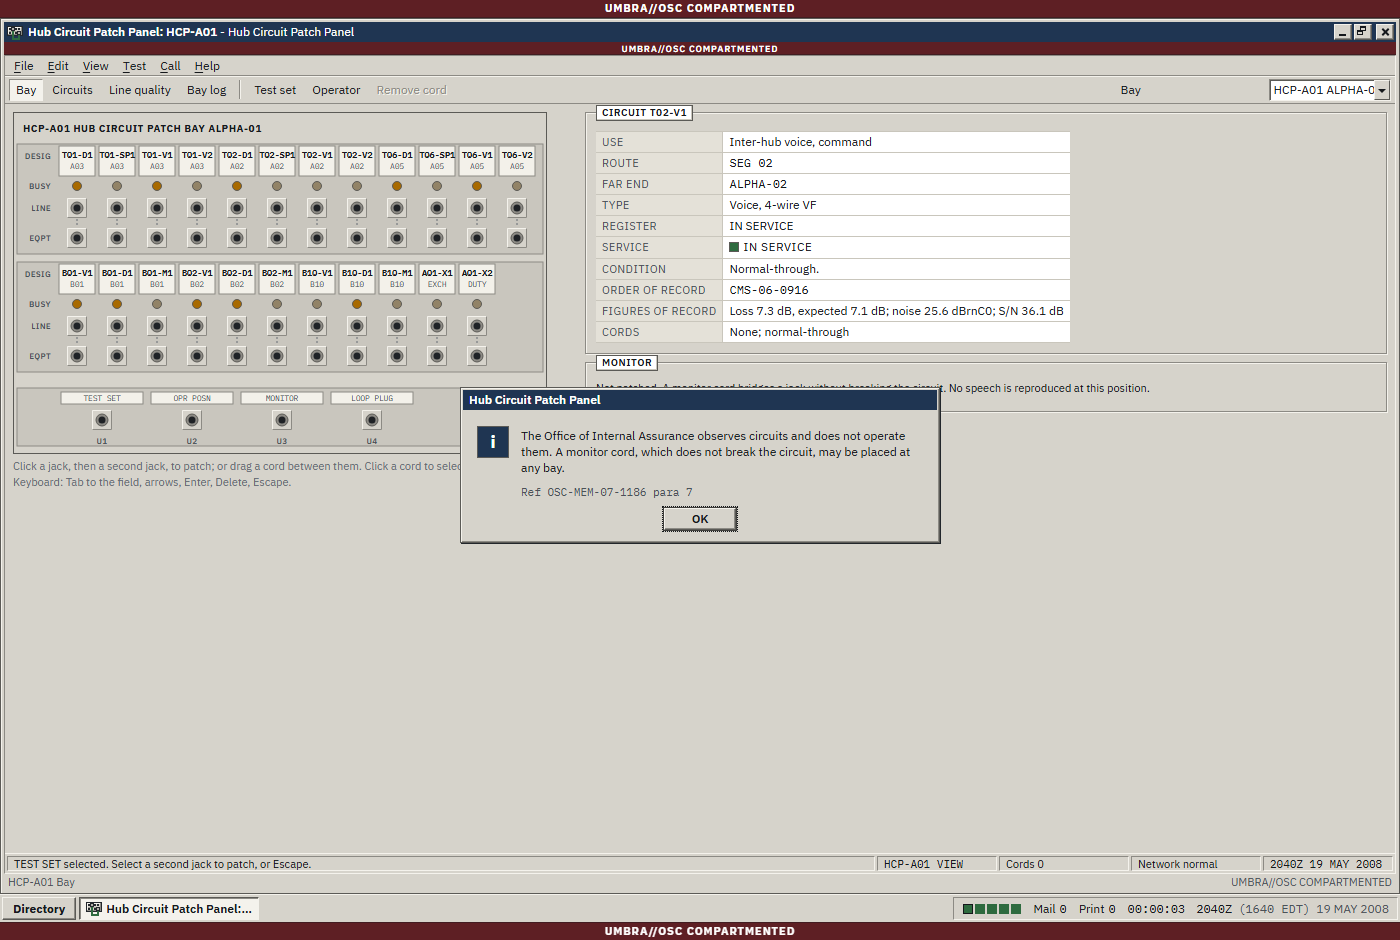 UMBRA//OSC COMPARTMENTED
Hub Circuit Patch Panel: HCP-A01 - Hub Circuit Patch Panel
UMBRA//OSC COMPARTMENTED
File Edit View Test Call Help
Bay Circuits Line quality Bay log Test set Operator Remove cord Bay HCP-A01 ALPHA-0
HCP-A01 HUB CIRCUIT PATCH BAY ALPHA-01
DESIG T01-D1 T01-SP1 T01-V1 T01-V2 T02-D1 T02-SP1 T02-V1 T02-V2 T06-D1 T06-SP1 T06-V1 T06-V2
A03 A03 A03 A03 A02 A02 A02 A02 A05 A05 A05 A05
BUSY
LINE
EQPT
DESIG B01-V1 B01-D1 B01-M1 B02-V1 B02-D1 B02-M1 B10-V1 B10-D1 B10-M1 A01-X1 A01-X2
B01 B01 B01 B02 B02 B02 B10 B10 B10 EXCH DUTY
BUSY
LINE
EQPT
TEST SET OPR POSN MONITOR LOOP PLUG
U1 U2 U3 U4
Click a jack, then a second jack, to patch; or drag a cord between them. Click a cord to selec
Keyboard: Tab to the field, arrows, Enter, Delete, Escape.
CIRCUIT T02-V1
USE Inter-hub voice, command
ROUTE SEG 02
FAR END ALPHA-02
TYPE Voice, 4-wire VF
REGISTER IN SERVICE
SERVICE IN SERVICE
CONDITION Normal-through.
ORDER OF RECORD CMS-06-0916
FIGURES OF RECORD Loss 7.3 dB, expected 7.1 dB; noise 25.6 dBrnC0; S/N 36.1 dB
CORDS None; normal-through
MONITOR
Not patched. A monitor cord bridges a jack without breaking the circuit. No speech is reproduced at this position.
Hub Circuit Patch Panel
The Office of Internal Assurance observes circuits and does not operate
them. A monitor cord, which does not break the circuit, may be placed at
any bay.
Ref OSC-MEM-07-1186 para 7
OK
TEST SET selected. Select a second jack to patch, or Escape. HCP-A01 VIEW Cords 0 Network normal 2040Z 19 MAY 2008
HCP-A01 Bay UMBRA//OSC COMPARTMENTED
Directory Hub Circuit Patch Panel:... Mail 0 Print 0 00:00:03 2040Z (1640 EDT) 19 MAY 2008
UMBRA//OSC COMPARTMENTED